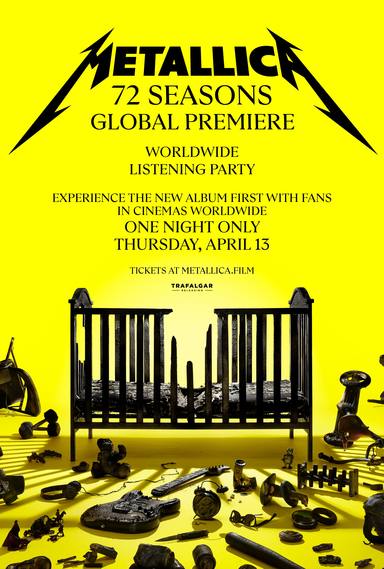 METALLICA
72 SEASONS
GLOBAL PREMIERE
WORLDWIDE
LISTENING PARTY
EXPERIENCE THE NEW ALBUM FIRST WITH FANS
IN CINEMAS WORLDWIDE
ONE NIGHT ONLY
THURSDAY, APRIL 13
TICKETS AT METALLICA.FILM
TRAFALGAR
RELEASING